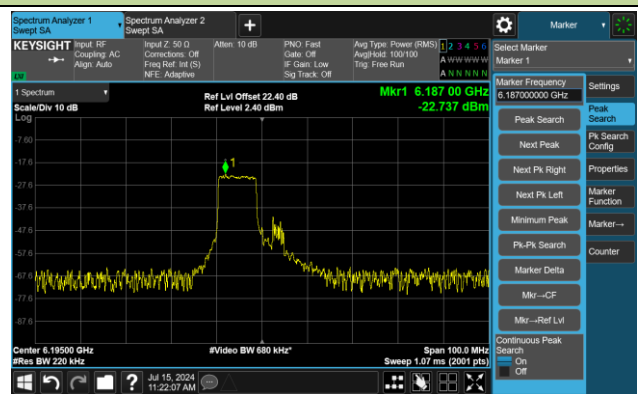 Spectrum Analyzer 1
Swept SA
Spectrum Analyzer 2
Swept SA
+
Marker
KEYSIGHT
Input: RF
Coupling: AC
Align: Auto
Input Z: 50 Ω
Corrections: Off
Freq Ref: Int (S)
NFE: Adaptive
Atten: 10 dB
PNO: Fast
Gate: Off
IF Gain: Low
Sig Track: Off
Avg Type: Power (RMS)
Avg|Hold: 100/100
Trig: Free Run
1 2 3 4 5 6
A W W W W W
A N N N N N
Select Marker
Marker 1
1 Spectrum
Scale/Div 10 dB
Log
Ref Lvl Offset 22.40 dB
Ref Level 2.40 dBm
Mkr1 6.187 00 GHz
-22.737 dBm
-7.60
-17.6
-27.6
-37.6
-47.6
-57.6
-67.6
-77.6
-87.6
1
Center 6.19500 GHz
#Res BW 220 kHz
#Video BW 680 kHz*
Span 100.0 MHz
Sweep 1.07 ms (2001 pts)
Marker Frequency
6.187000000 GHz
Peak Search
Next Peak
Next Pk Right
Next Pk Left
Minimum Peak
Pk-Pk Search
Marker Delta
Mkr→CF
Mkr→Ref Lvl
Continuous Peak
Search
On
Off
Settings
Peak
Search
Pk Search
Config
Properties
Marker
Function
Marker→
Counter
?
Jul 15, 2024
11:22:07 AM